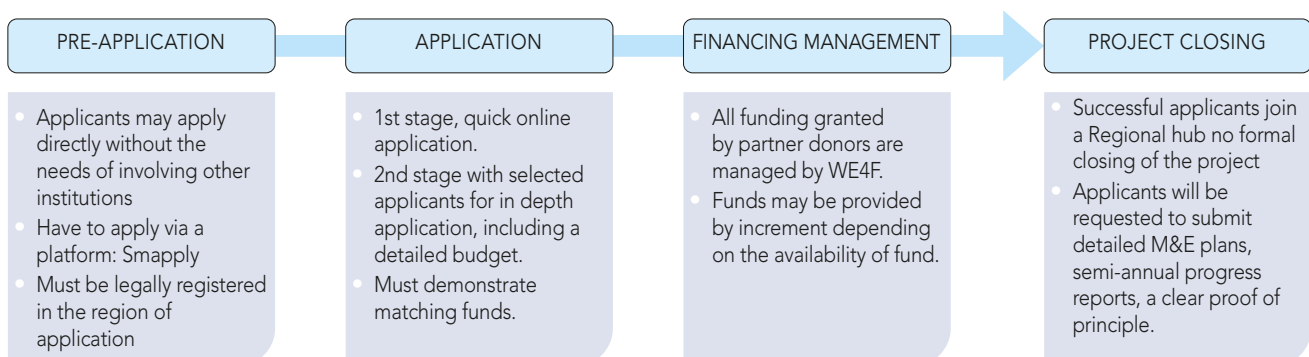 PRE-APPLICATION
Applicants may apply
directly without the
needs of involving other
institutions
Have to apply via a
platform: Smapply
Must be legally registered
in the region of
application
APPLICATION
1st stage, quick online
application.
2nd stage with selected
applicants for in depth
application, including a
detailed budget.
Must demonstrate
matching funds.
FINANCING MANAGEMENT
All funding granted
by partner donors are
managed by WE4F.
Funds may be provided
by increment depending
on the availability of fund.
PROJECT CLOSING
Successful applicants join
a Regional hub no formal
closing of the project
Applicants will be
requested to submit
detailed M&E plans,
semi-annual progress
reports, a clear proof of
principle.